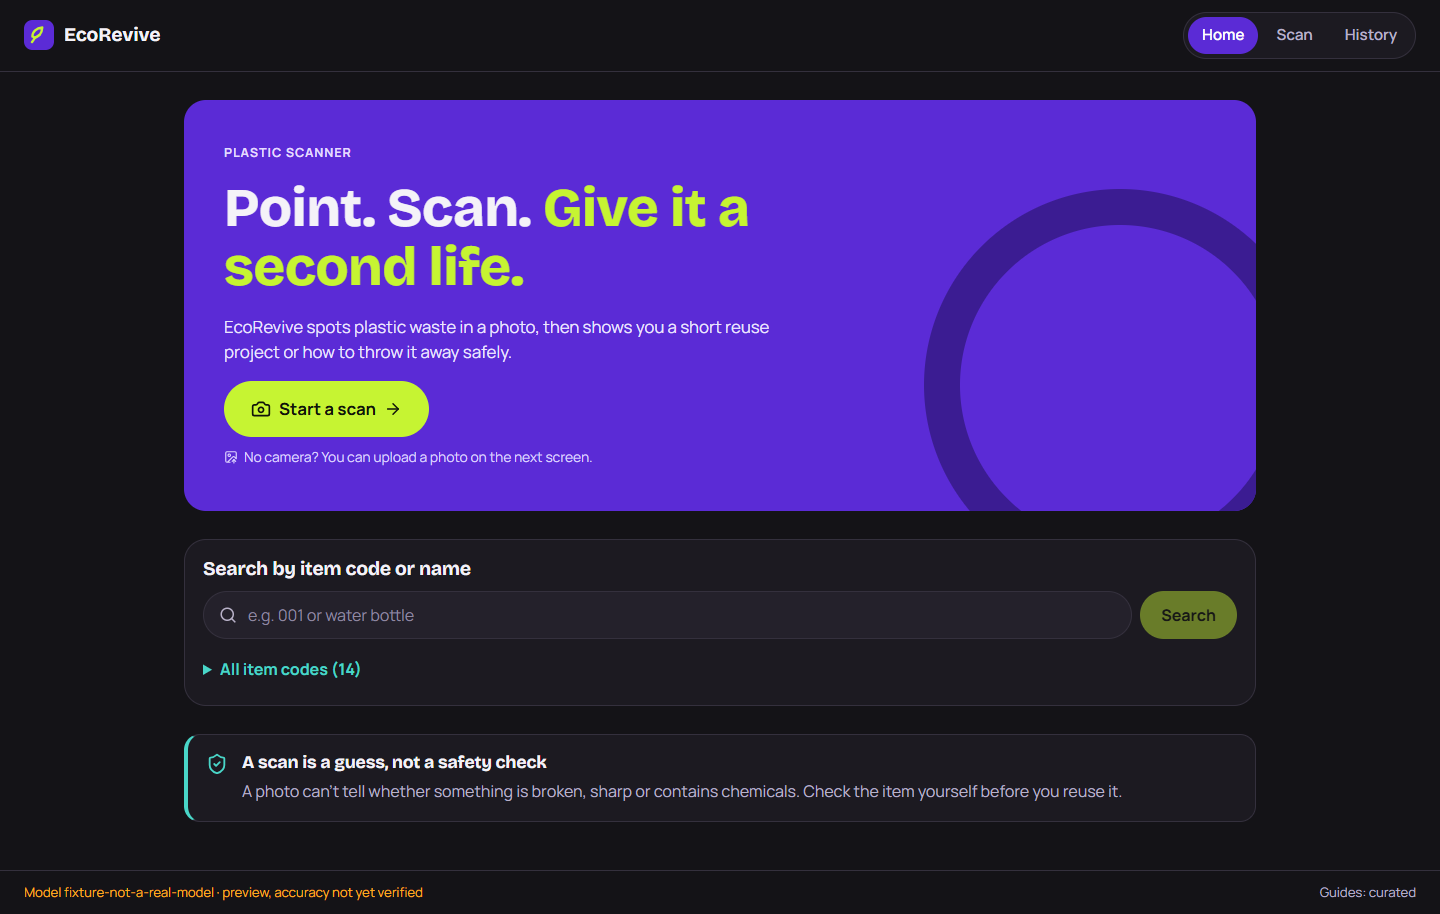 EcoRevive
Home
Scan
History
PLASTIC SCANNER
Point. Scan. Give it a
second life.
EcoRevive spots plastic waste in a photo, then shows you a short reuse
project or how to throw it away safely.
Start a scan
No camera? You can upload a photo on the next screen.
Search by item code or name
e.g. 001 or water bottle
Search
All item codes (14)
A scan is a guess, not a safety check
A photo can't tell whether something is broken, sharp or contains chemicals. Check the item yourself before you reuse it.
Model fixture-not-a-real-model · preview, accuracy not yet verified
Guides: curated